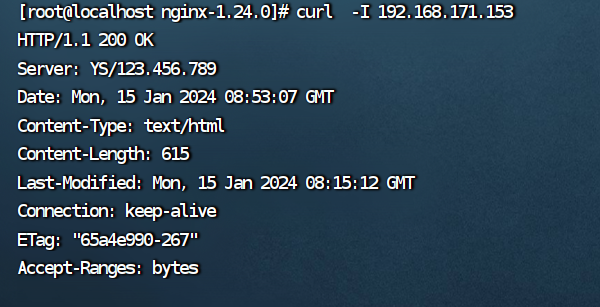 [root@localhost nginx-1.24.0]# curl  -I 192.168.171.153
HTTP/1.1 200 OK
Server: YS/123.456.789
Date: Mon, 15 Jan 2024 08:53:07 GMT
Content-Type: text/html
Content-Length: 615
Last-Modified: Mon, 15 Jan 2024 08:15:12 GMT
Connection: keep-alive
ETag: "65a4e990-267"
Accept-Ranges: bytes